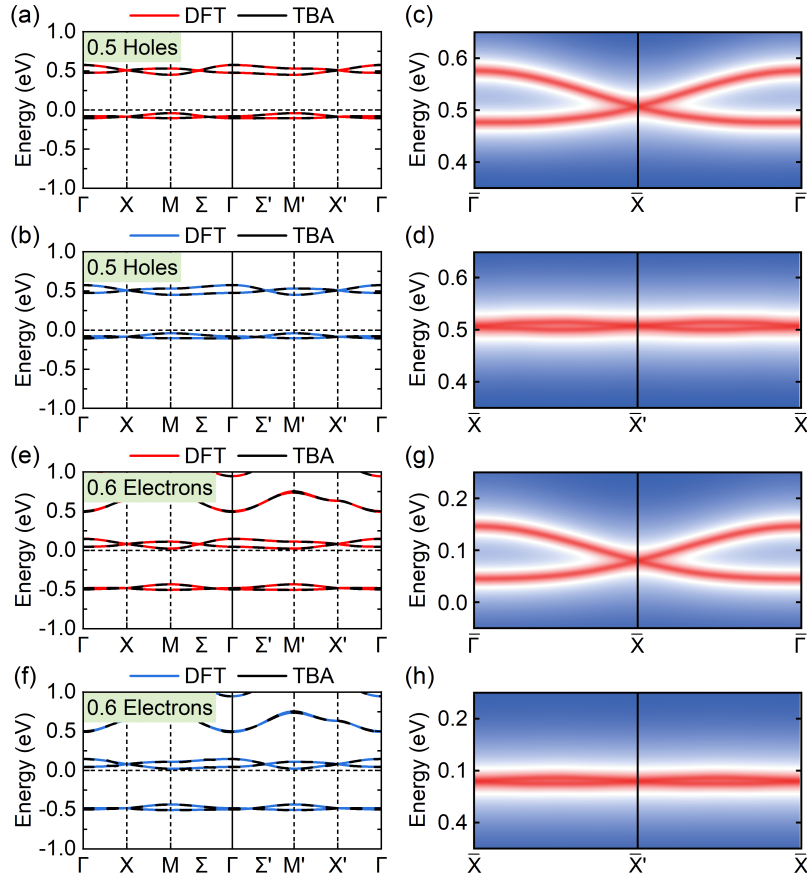 (a) DFT TBA
0.5 Holes
1.0
0.5
0.0
-0.5
-1.0
Energy (eV)
Γ X M Σ Γ Σ' M' X' Γ
(c)
0.6
0.5
0.4
Energy (eV)
Γ̅ X̅ Γ̅
(b) DFT TBA
0.5 Holes
1.0
0.5
0.0
-0.5
-1.0
Energy (eV)
Γ X M Σ Γ Σ' M' X' Γ
(d)
0.6
0.5
0.4
Energy (eV)
X̅ X̅' X̅
(e) DFT TBA
0.6 Electrons
1.0
0.5
0.0
-0.5
-1.0
Energy (eV)
Γ X M Σ Γ Σ' M' X' Γ
(g)
0.2
0.1
0.0
Energy (eV)
Γ̅ X̅ Γ̅
(f) DFT TBA
0.6 Electrons
1.0
0.5
0.0
-0.5
-1.0
Energy (eV)
Γ X M Σ Γ Σ' M' X' Γ
(h)
0.2
0.1
0.4
Energy (eV)
X̅ X̅' X̅